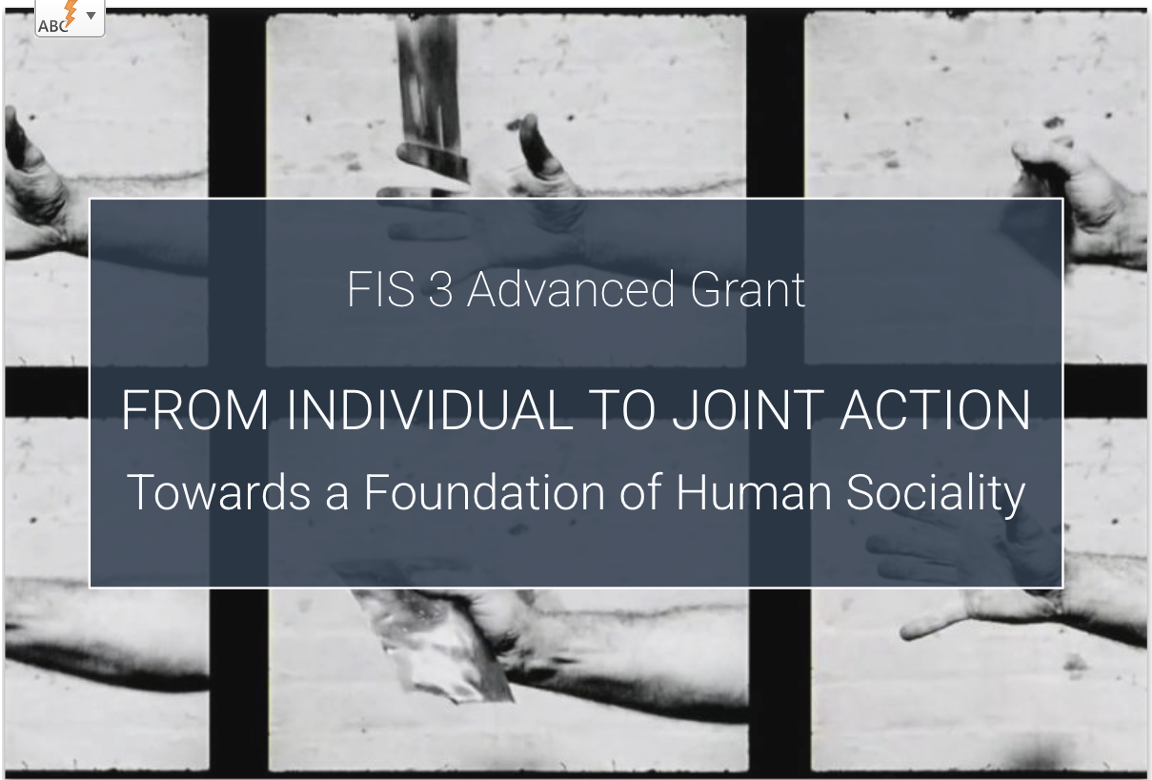 ABC
FIS 3 Advanced Grant
FROM INDIVIDUAL TO JOINT ACTION
Towards a Foundation of Human Sociality